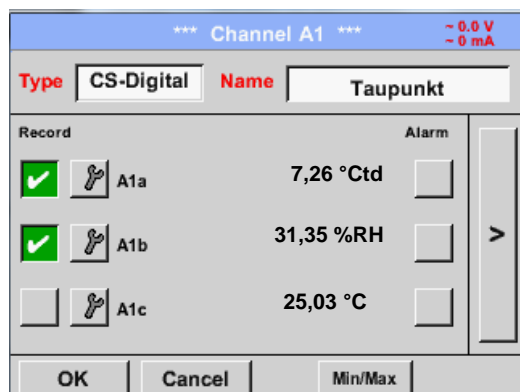 *** Channel A1 *** ~ 0.0 V
~ 0 mA
Type CS-Digital Name Taupunkt
Record Alarm
A1a 7,26 °Ctd
A1b 31,35 %RH >
A1c 25,03 °C
OK Cancel Min/Max